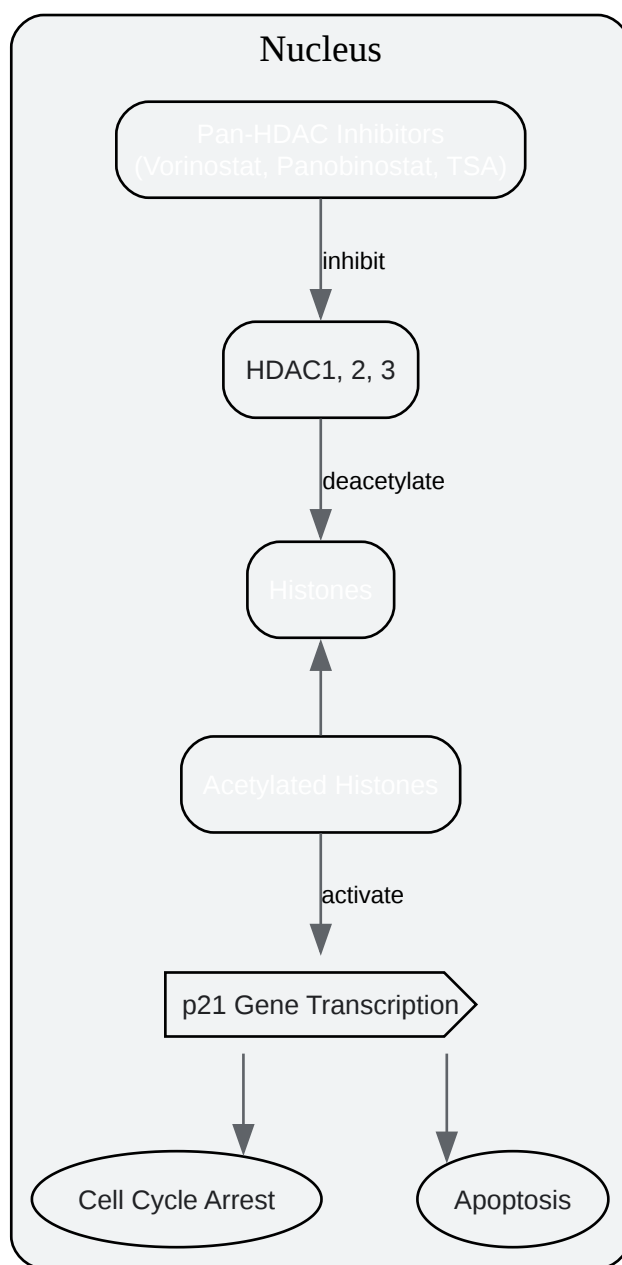 Nucleus
Pan-HDAC Inhibitors
(Vorinostat, Panobinostat, TSA)
inhibit
HDAC1, 2, 3
deacetylate
Histones
Acetylated Histones
activate
p21 Gene Transcription
Cell Cycle Arrest
Apoptosis